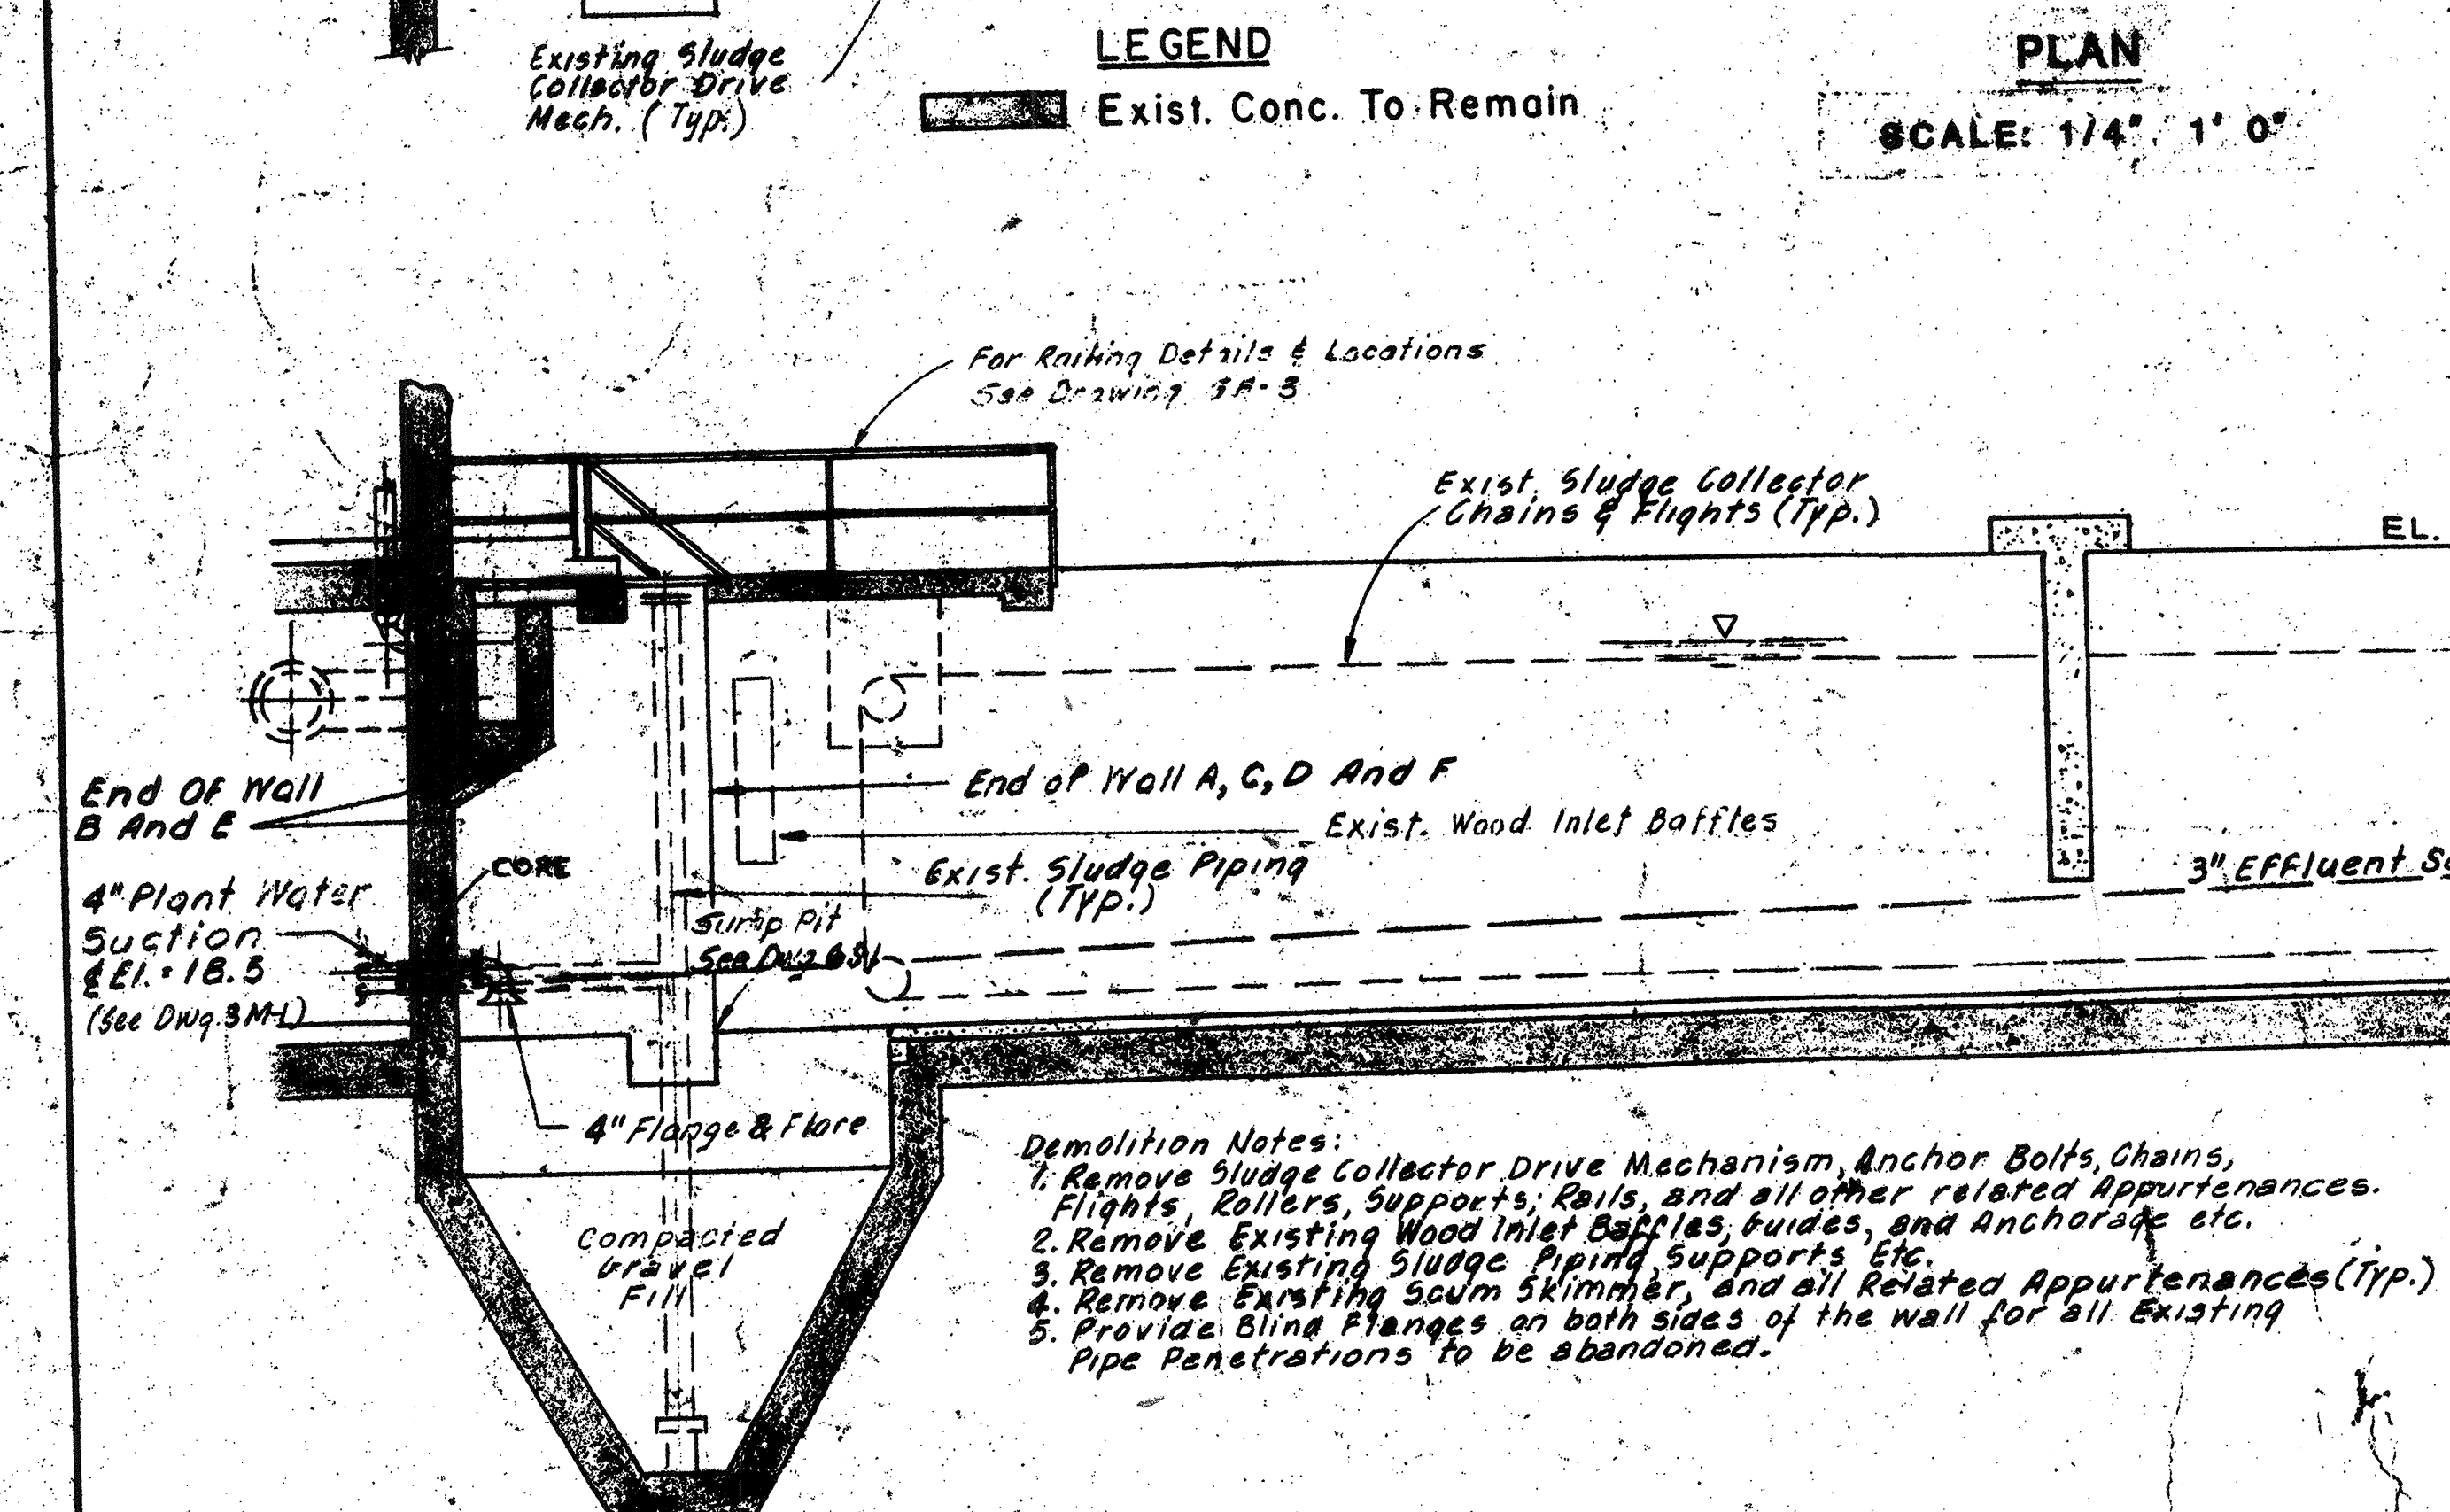 Existing Sludge
Collector Drive
Mech. (Typ.)
LEGEND
Exist. Conc. To Remain
PLAN
SCALE: 1/4" 1' 0"
For Railing Details & Locations
See Drawing
Exist. Sludge Collector
Chains & Flights (Typ.)
EL.
End Of Wall
B And E
End of Wall A, C, D And F
Exist. Wood Inlet Baffles
CORE
Exist. Sludge Piping
(Typ.)
3" Effluent
4" Plant Water
Suction
℄ El. = 18.5
(See Dwg. 3M-1)
Sump Pit
See Dwg
4" Flange & Flare
Compacted
Gravel
Fill
Demolition Notes:
1. Remove Sludge Collector Drive Mechanism, Anchor Bolts, Chains,
Flights, Rollers, Supports, Rails, and all other related Appurtenances.
2. Remove Existing Wood Inlet Baffles, Guides, and Anchorage etc.
3. Remove Existing Sludge Piping, Supports Etc.
4. Remove Existing Scum Skimmer, and all Related Appurtenances (Typ.)
5. Provide Blind Flanges on both sides of the wall for all Existing
Pipe Penetrations to be abandoned.